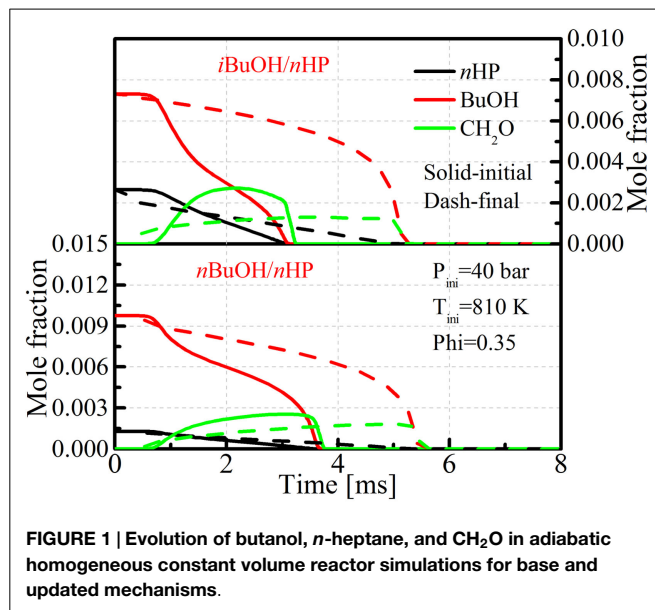 iBuOH/nHP
nHP
BuOH
CH₂O
Solid-initial
Dash-final
0.010
0.008
0.006
0.004
0.002
0.000
Mole fraction
nBuOH/nHP
P_ini=40 bar
T_ini=810 K
Phi=0.35
0.015
0.012
0.009
0.006
0.003
0.000
Mole fraction
0 2 4 6 8
Time [ms]
FIGURE 1 | Evolution of butanol, n-heptane, and CH₂O in adiabatic
homogeneous constant volume reactor simulations for base and
updated mechanisms.